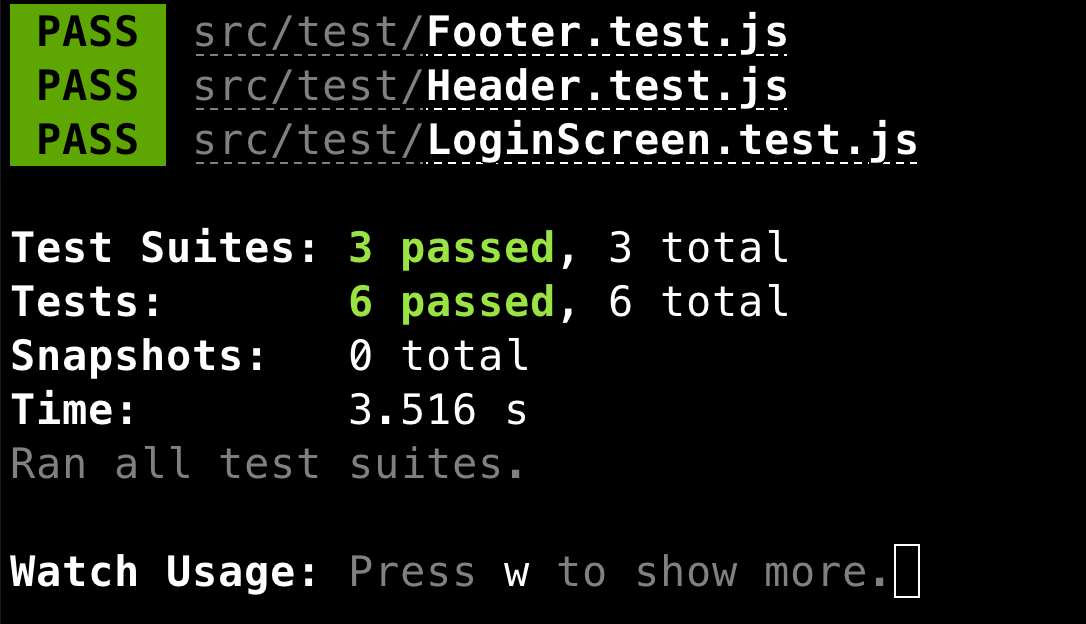 PASS src/test/Footer.test.js
PASS src/test/Header.test.js
PASS src/test/LoginScreen.test.js
Test Suites: 3 passed, 3 total
Tests: 6 passed, 6 total
Snapshots: 0 total
Time: 3.516 s
Ran all test suites.
Watch Usage: Press w to show more.